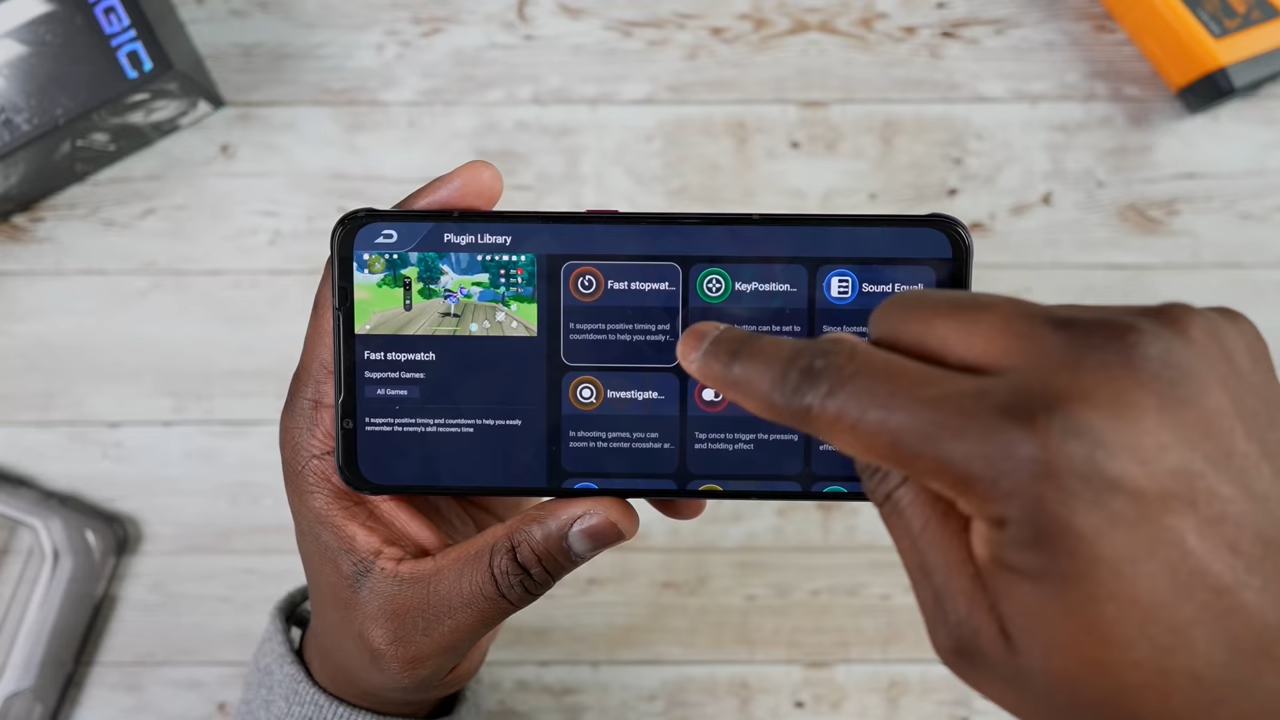 GIC
Plugin Library
Fast stopwatch
Supported Games:
All Games
It supports positive timing and countdown to help you easily
remember the enemy's skill recoveru time
Fast stopwat...
It supports positive timing and
countdown to help you easily r...
KeyPosition...
button can be set to
Sound Equali
Since footste
Investigate...
In shooting games, you can
zoom in the center crosshair ar...
Tap once to trigger the pressing
and holding effect
effec